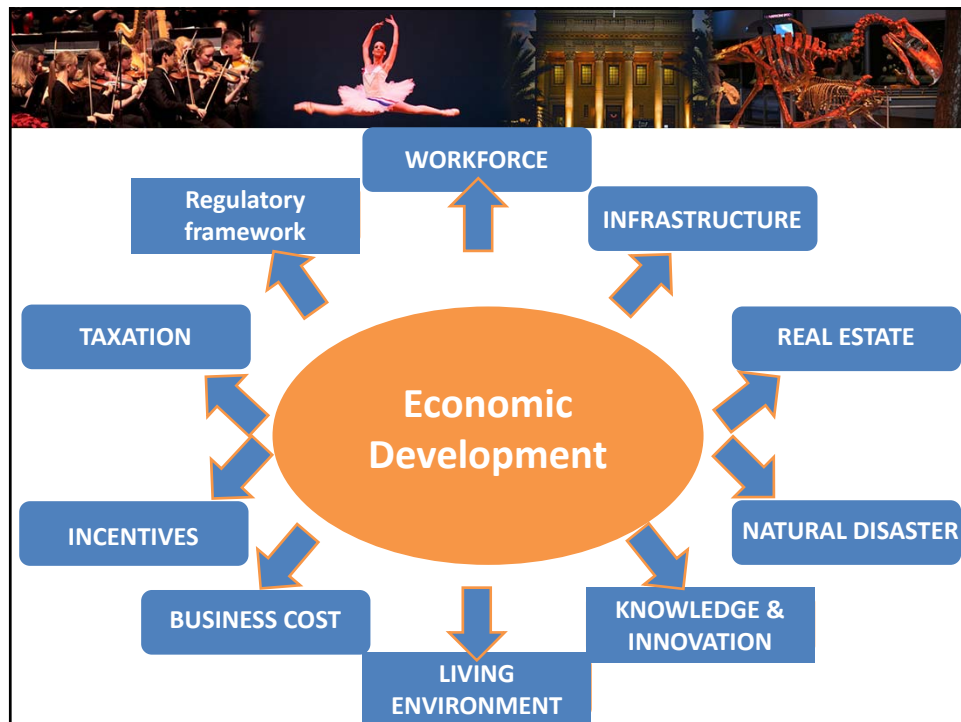 WORKFORCE
Regulatory
framework
INFRASTRUCTURE
TAXATION
REAL ESTATE
Economic
Development
INCENTIVES
NATURAL DISASTER
BUSINESS COST
KNOWLEDGE &
INNOVATION
LIVING
ENVIRONMENT